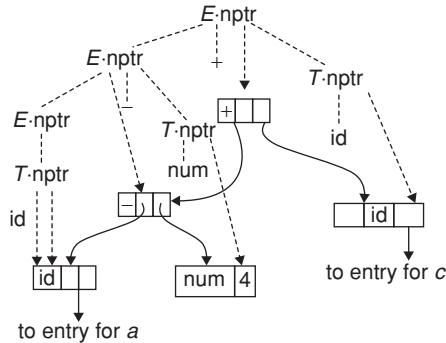 E·nptr
E·nptr + T·nptr
E·nptr − T·nptr + id
T·nptr num
id − id
id num 4 to entry for c
to entry for a